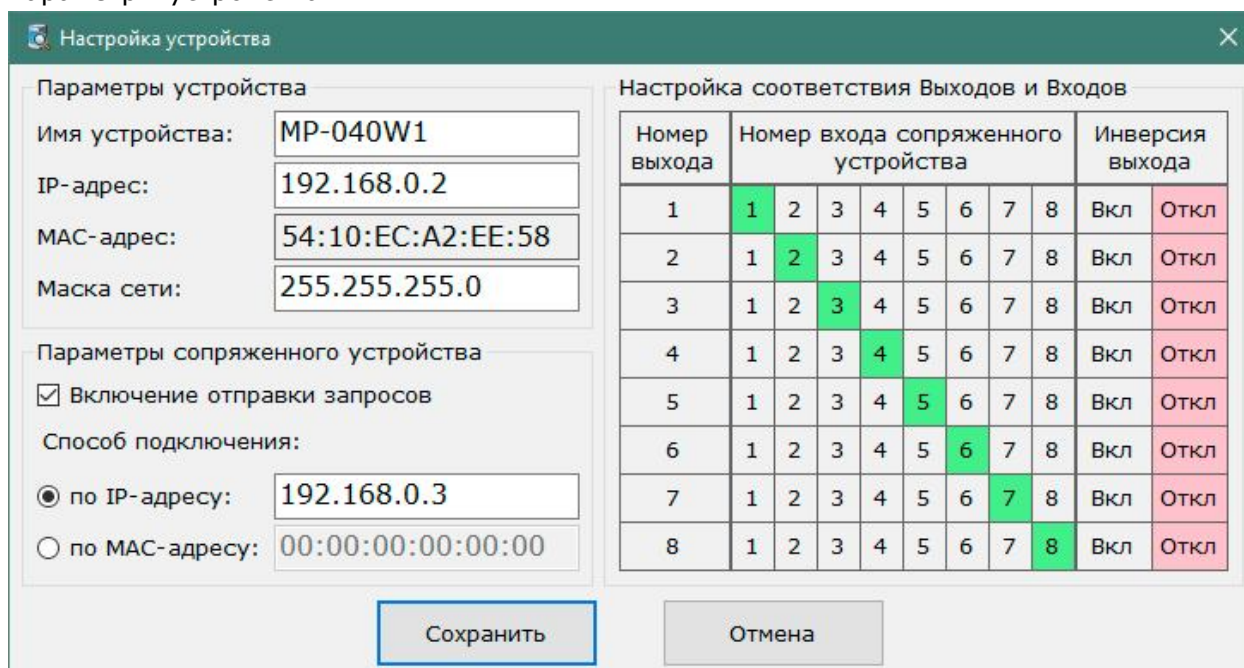 Настройка устройства
Параметры устройства
Имя устройства: MP-040W1
IP-адрес: 192.168.0.2
MAC-адрес: 54:10:EC:A2:EE:58
Маска сети: 255.255.255.0
Параметры сопряженного устройства
Включение отправки запросов
Способ подключения:
по IP-адресу: 192.168.0.3
по MAC-адресу: 00:00:00:00:00:00
Настройка соответствия Выходов и Входов
Номер выхода Номер входа сопряженного устройства Инверсия выхода
1 1 2 3 4 5 6 7 8 Вкл Откл
2 1 2 3 4 5 6 7 8 Вкл Откл
3 1 2 3 4 5 6 7 8 Вкл Откл
4 1 2 3 4 5 6 7 8 Вкл Откл
5 1 2 3 4 5 6 7 8 Вкл Откл
6 1 2 3 4 5 6 7 8 Вкл Откл
7 1 2 3 4 5 6 7 8 Вкл Откл
8 1 2 3 4 5 6 7 8 Вкл Откл
Сохранить Отмена